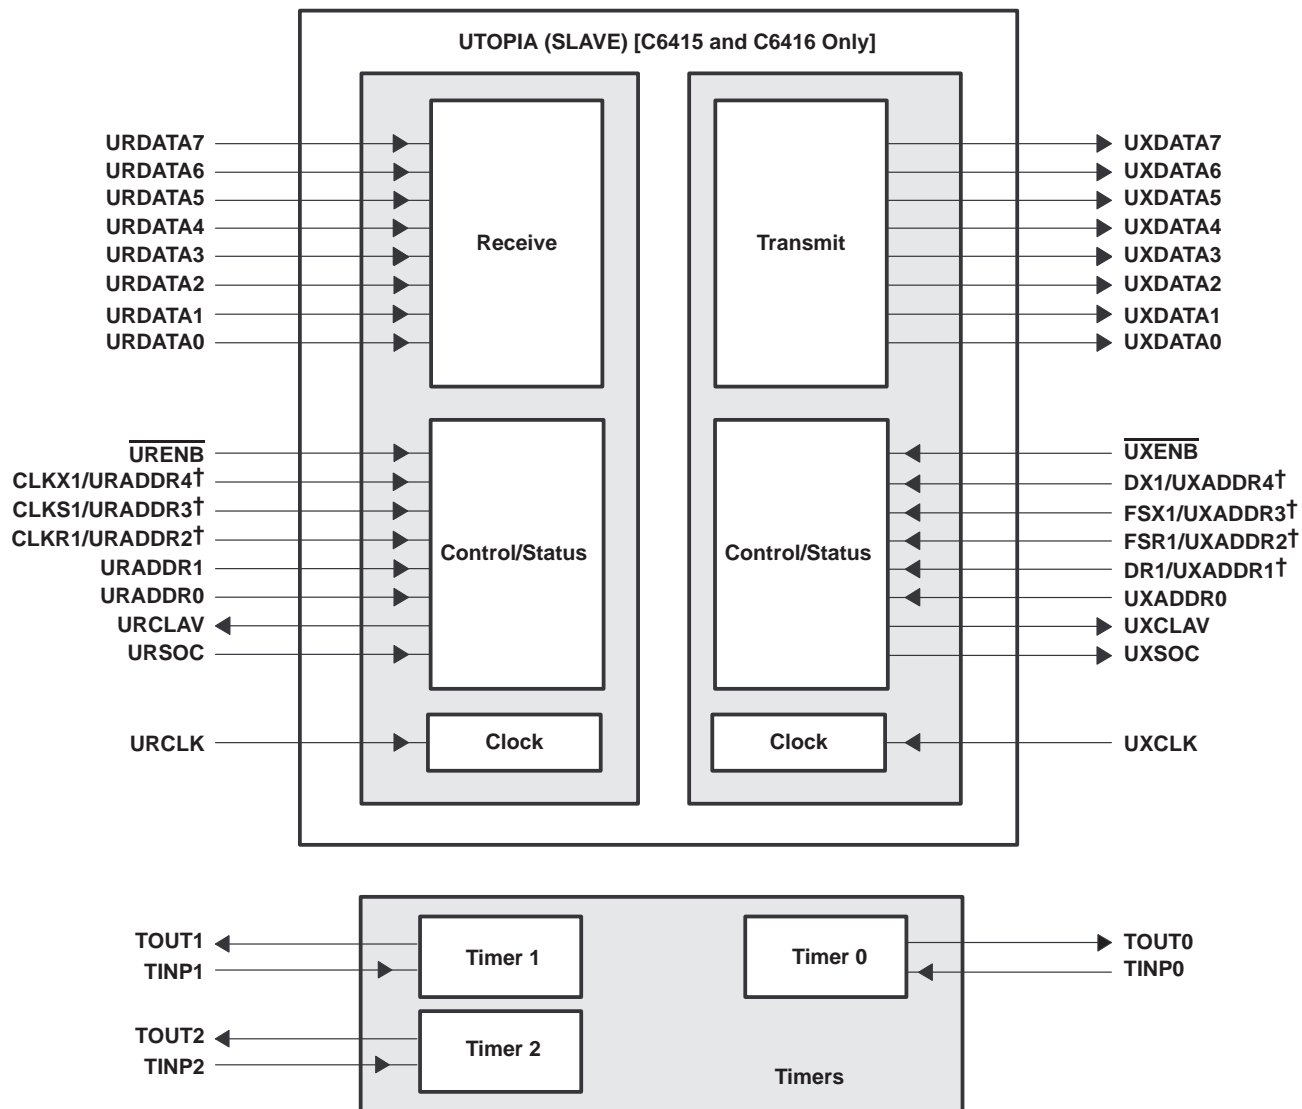 UTOPIA (SLAVE) [C6415 and C6416 Only]
URDATA7
URDATA6
URDATA5
URDATA4
URDATA3
URDATA2
URDATA1
URDATA0
Receive
Transmit
UXDATA7
UXDATA6
UXDATA5
UXDATA4
UXDATA3
UXDATA2
UXDATA1
UXDATA0
URENB
CLKX1/URADDR4†
CLKS1/URADDR3†
CLKR1/URADDR2†
URADDR1
URADDR0
URCLAV
URSOC
Control/Status
Control/Status
UXENB
DX1/UXADDR4†
FSX1/UXADDR3†
FSR1/UXADDR2†
DR1/UXADDR1†
UXADDR0
UXCLAV
UXSOC
URCLK
Clock
Clock
UXCLK
TOUT1
TINP1
Timer 1
Timer 0
TOUT0
TINP0
TOUT2
TINP2
Timer 2
Timers